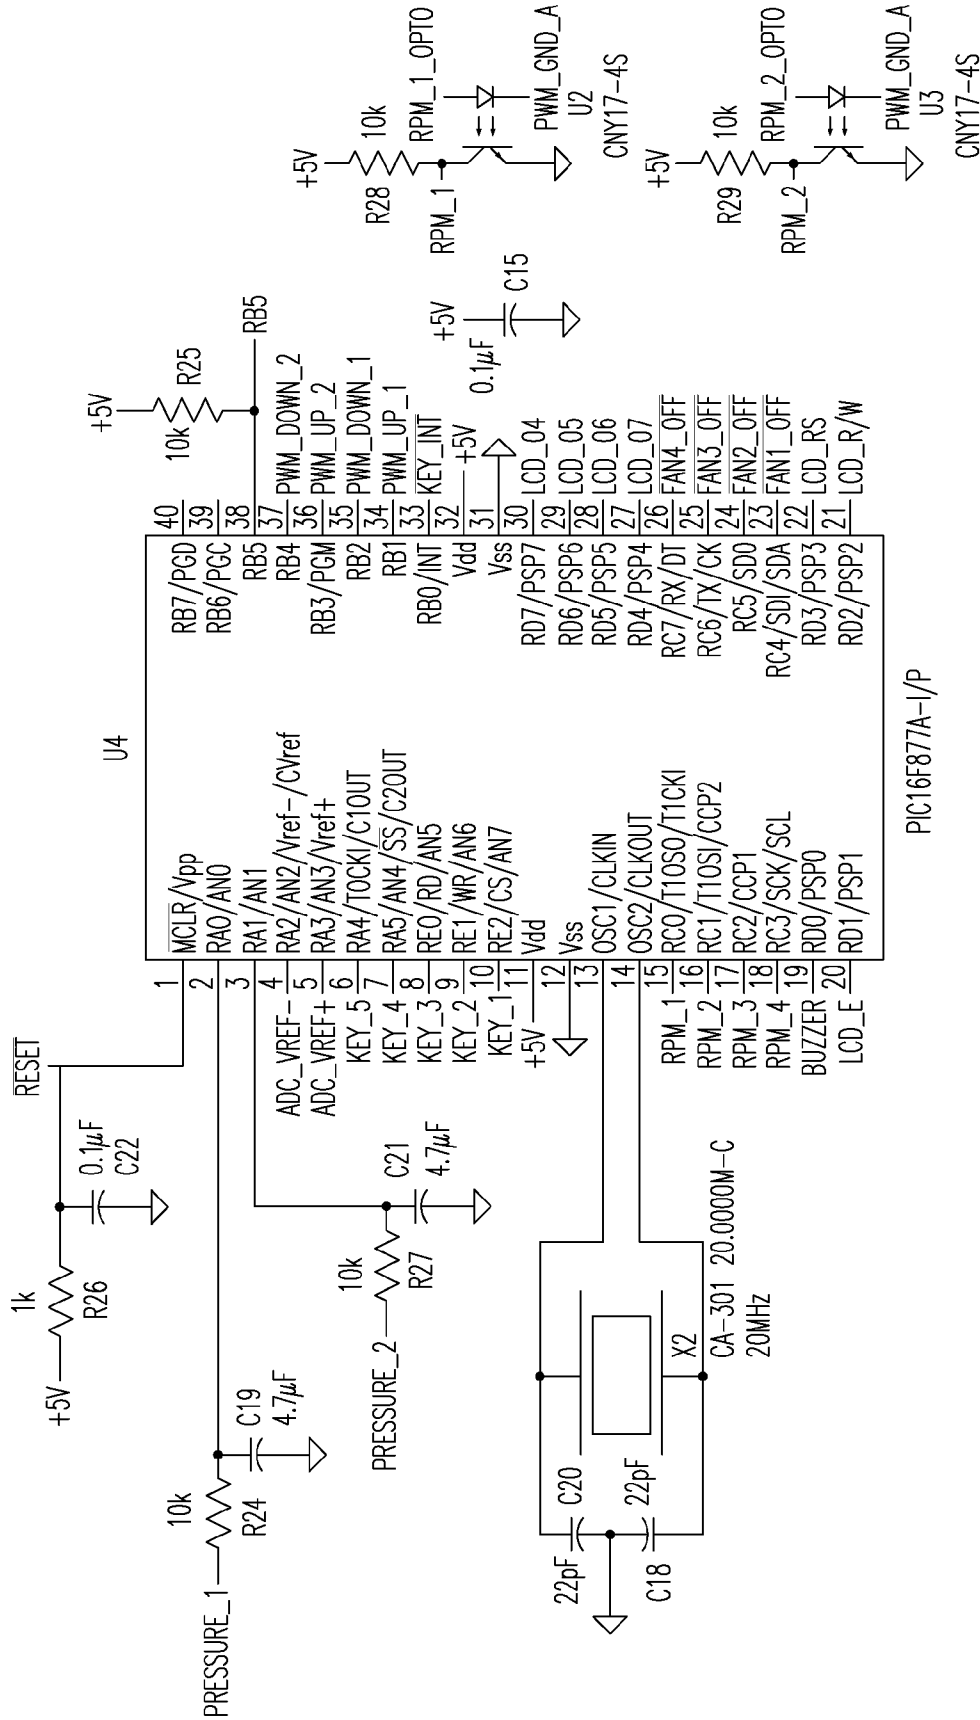 +5V
1k
R26
0.1µF
C22
RESET
PRESSURE_1
10k
R24
C19
4.7µF
PRESSURE_2
10k
R27
C21
4.7µF
22pF
C20
22pF
C18
X2
CA-301 20.0000M-C
20MHz
U4
1 MCLR/Vpp
2 RA0/AN0
3 RA1/AN1
ADC_VREF- 4 RA2/AN2/Vref-/CVref
ADC_VREF+ 5 RA3/AN3/Vref+
KEY_5 6 RA4/TOCKI/C1OUT
KEY_4 7 RA5/AN4/SS/C2OUT
KEY_3 8 RE0/RD/AN5
KEY_2 9 RE1/WR/AN6
KEY_1 10 RE2/CS/AN7
+5V 11 Vdd
12 Vss
13 OSC1/CLKIN
14 OSC2/CLKOUT
RPM_1 15 RC0/T1OSO/T1CKI
RPM_2 16 RC1/T1OSI/CCP2
RPM_3 17 RC2/CCP1
RPM_4 18 RC3/SCK/SCL
BUZZER 19 RD0/PSP0
LCD_E 20 RD1/PSP1
RB7/PGD 40
RB6/PGC 39
RB5 38
RB4 37 PWM_DOWN_2
RB3/PGM 36 PWM_UP_2
RB2 35 PWM_DOWN_1
RB1 34 PWM_UP_1
RB0/INT 33 KEY_INT
Vdd 32 +5V
Vss 31
RD7/PSP7 30 LCD_04
RD6/PSP6 29 LCD_05
RD5/PSP5 28 LCD_06
RD4/PSP4 27 LCD_07
RC7/RX/DT 26 FAN4_OFF
RC6/TX/CK 25 FAN3_OFF
RC5/SD0 24 FAN2_OFF
RC4/SDI/SDA 23 FAN1_OFF
RD3/PSP3 22 LCD_RS
RD2/PSP2 21 LCD_R/W
PIC16F877A-I/P
+5V
10k
R25
RB5
+5V
0.1µF
C15
+5V
R28
10k
RPM_1
RPM_1_OPTO
PWM_GND_A
U2
CNY17-4S
+5V
R29
10k
RPM_2
RPM_2_OPTO
PWM_GND_A
U3
CNY17-4S